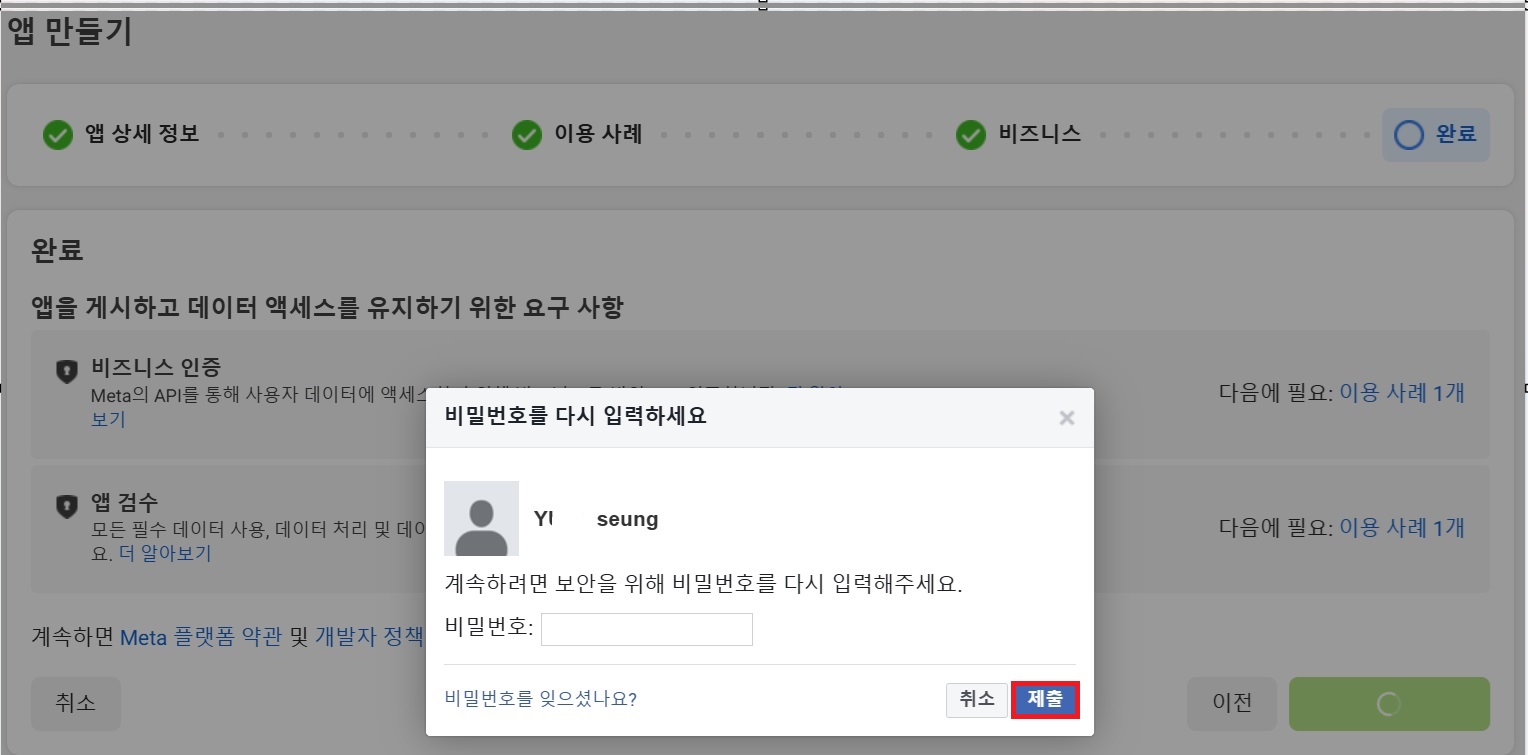 앱 만들기
앱 상세 정보
이용 사례
비즈니스
완료
완료
앱을 게시하고 데이터 액세스를 유지하기 위한 요구 사항
비즈니스 인증
Meta의 API를 통해 사용자 데이터에 액세스
보기
다음에 필요: 이용 사례 1개
앱 검수
모든 필수 데이터 사용, 데이터 처리 및
요. 더 알아보기
다음에 필요: 이용 사례 1개
계속하면 Meta 플랫폼 약관 및 개발자 정책
취소
이전
비밀번호를 다시 입력하세요
×
seung
계속하려면 보안을 위해 비밀번호를 다시 입력해주세요.
비밀번호:
비밀번호를 잊으셨나요?
취소
제출